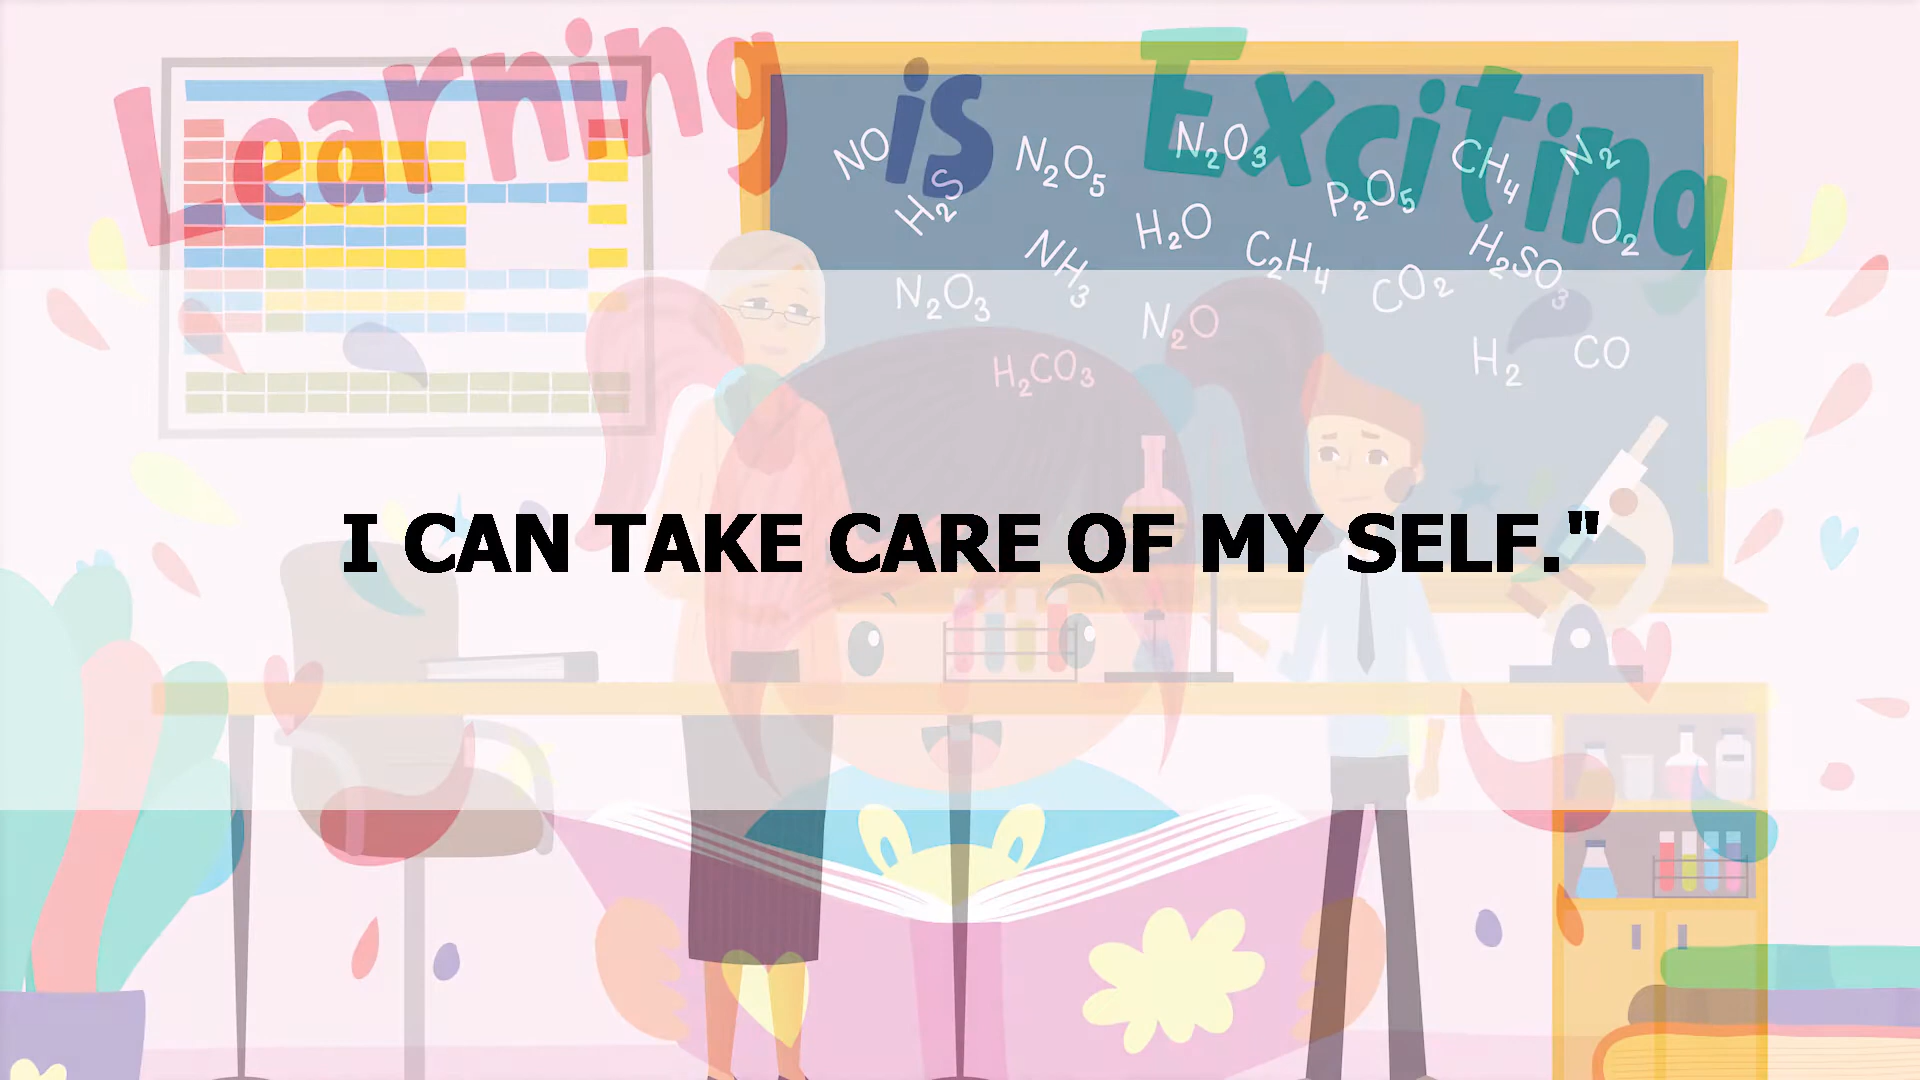 Learning is Exciting
NO H₂S N₂O₅ N₂O₃ CH₄ N₂
P₂O₅ H₂O O₂
NH₃ C₂H₄ CO₂ H₂SO₃
N₂O₃ N₂O H₂ CO
H₂CO₃
I CAN TAKE CARE OF MY SELF."